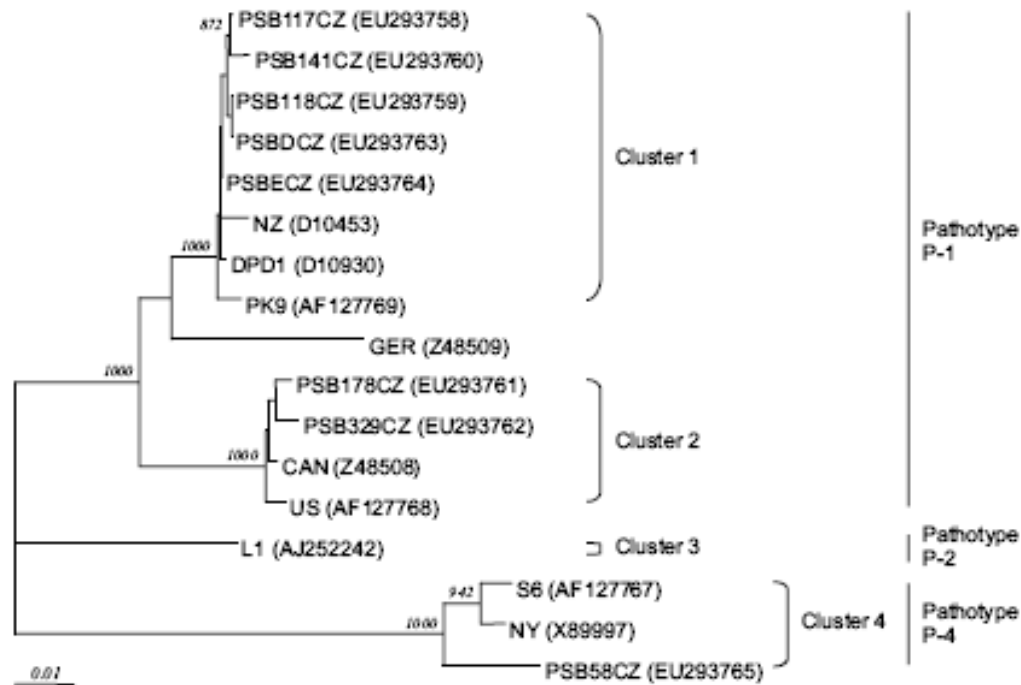 872
PSB117CZ (EU293758)
PSB141CZ (EU293760)
PSB118CZ (EU293759)
PSBDCZ (EU293763)
Cluster 1
PSBECZ (EU293764)
NZ (D10453)
Pathotype
P-1
1000
DPD1 (D10930)
PK9 (AF127769)
GER (Z48509)
1000
PSB178CZ (EU293761)
PSB329CZ (EU293762)
Cluster 2
1000
CAN (Z48508)
US (AF127768)
L1 (AJ252242)
Cluster 3
Pathotype
P-2
942
S6 (AF127767)
1000
NY (X89997)
Cluster 4
Pathotype
P-4
PSB58CZ (EU293765)
0.01